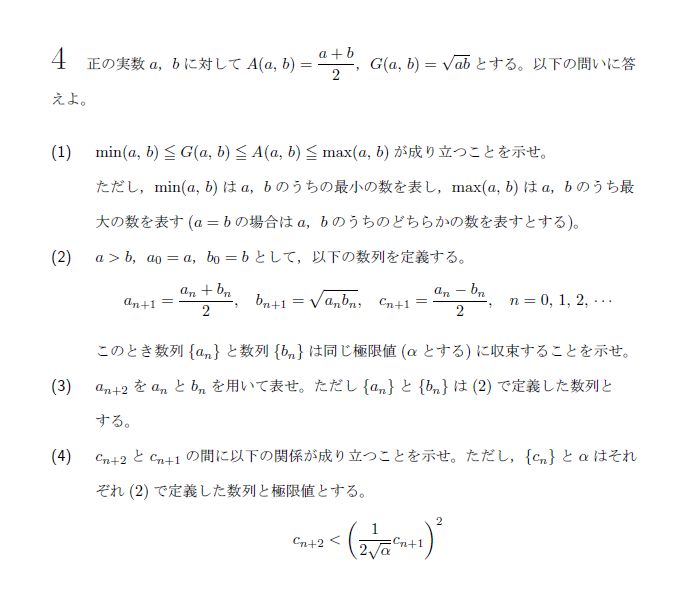 4 正の実数 a, b に対して A(a, b) = \frac{a+b}{2}, G(a, b) = \sqrt{ab} とする。以下の問いに答
えよ。
(1) min(a, b) ≦ G(a, b) ≦ A(a, b) ≦ max(a, b) が成り立つことを示せ。
ただし, min(a, b) は a, b のうちの最小の数を表し, max(a, b) は a, b のうち最
大の数を表す (a = b の場合は a, b のうちのどちらかの数を表すとする)。
(2) a > b, a_0 = a, b_0 = b として, 以下の数列を定義する。
a_{n+1} = \frac{a_n + b_n}{2}, b_{n+1} = \sqrt{a_n b_n}, c_{n+1} = \frac{a_n - b_n}{2}, n = 0, 1, 2, ⋯
このとき数列 {a_n} と数列 {b_n} は同じ極限値 (α とする) に収束することを示せ。
(3) a_{n+2} を a_n と b_n を用いて表せ。ただし {a_n} と {b_n} は (2) で定義した数列と
する。
(4) c_{n+2} と c_{n+1} の間に以下の関係が成り立つことを示せ。ただし, {c_n} と α はそれ
ぞれ (2) で定義した数列と極限値とする。
c_{n+2} < \left( \frac{1}{2\sqrt{α}} c_{n+1} \right)^2